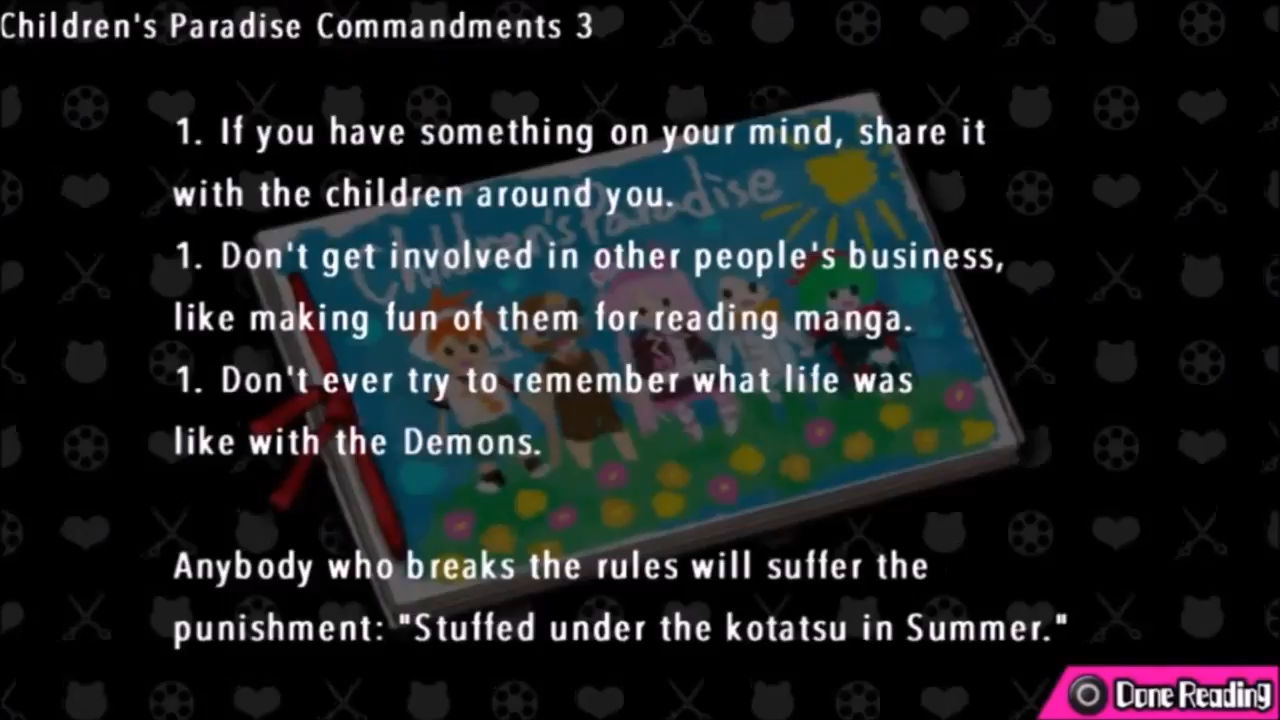 Children's Paradise Commandments 3
1. If you have something on your mind, share it
with the children around you.
Children's Paradise
1. Don't get involved in other people's business,
like making fun of them for reading manga.
1. Don't ever try to remember what life was
like with the Demons.
Anybody who breaks the rules will suffer the
punishment: "Stuffed under the kotatsu in Summer."
Done Reading